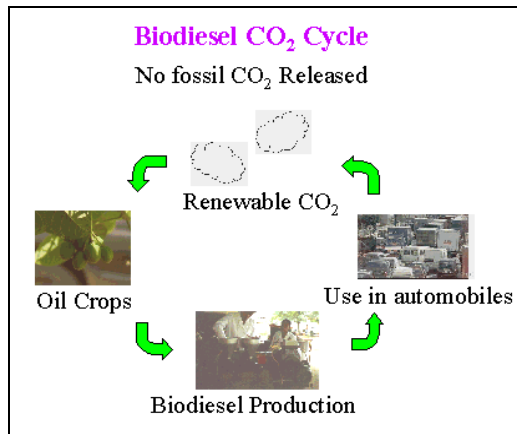 Biodiesel CO₂ Cycle
No fossil CO₂ Released
Renewable CO₂
Oil Crops
Use in automobiles
Biodiesel Production